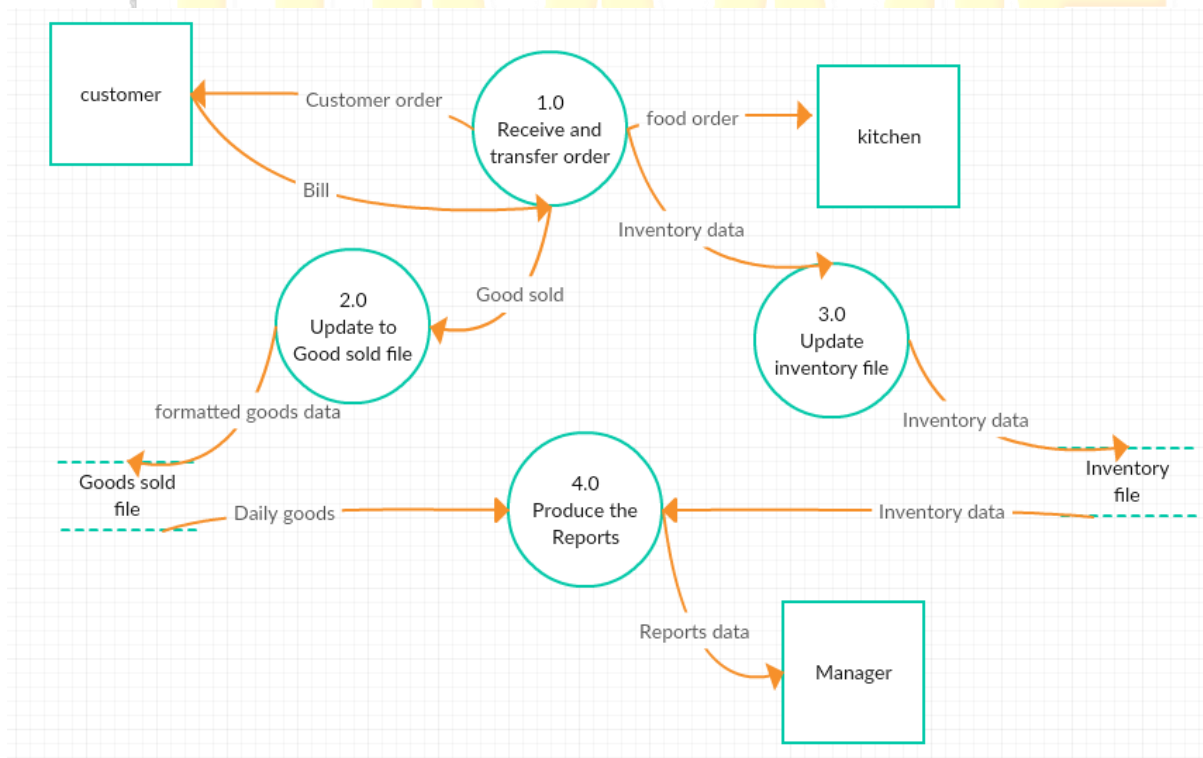 customer
Customer order
1.0
Receive and
transfer order
food order
kitchen
Bill
Inventory data
Good sold
2.0
Update to
Good sold file
3.0
Update
inventory file
formatted goods data
Inventory data
Goods sold
file
Daily goods
4.0
Produce the
Reports
Inventory data
Inventory
file
Reports data
Manager